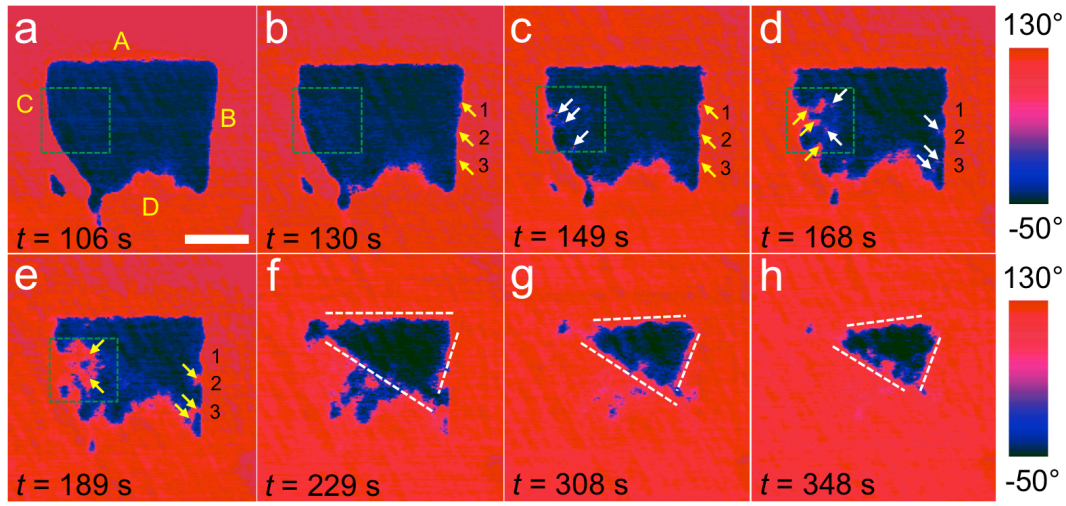 a
A
C
B
D
t = 106 s
b
1
2
3
t = 130 s
c
1
2
3
t = 149 s
d
1
2
3
t = 168 s
130°
-50°
e
1
2
3
t = 189 s
f
t = 229 s
g
t = 308 s
h
t = 348 s
130°
-50°